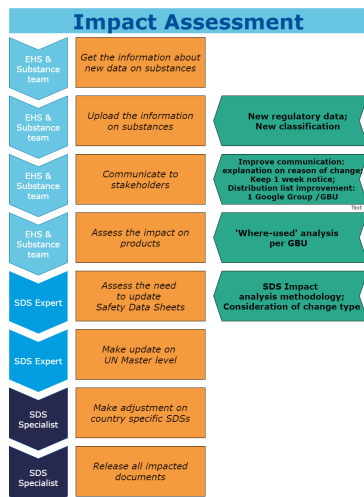 Impact Assessment
EHS &
Substance
team
Get the information about
new data on substances
EHS &
Substance
team
Upload the information
on substances
New regulatory data;
New classification
EHS &
Substance
team
Communicate to
stakeholders
Improve communication:
explanation on reason of change;
Keep 1 week notice;
Distribution list improvement:
1 Google Group /GBU
Text
EHS &
Substance
team
Assess the impact on
products
'Where-used' analysis
per GBU
SDS Expert
Assess the need
to update
Safety Data Sheets
SDS Impact
analysis methodology;
Consideration of change type
SDS Expert
Make update on
UN Master level
SDS
Specialist
Make adjustment on
country specific SDSs
SDS
Specialist
Release all impacted
documents